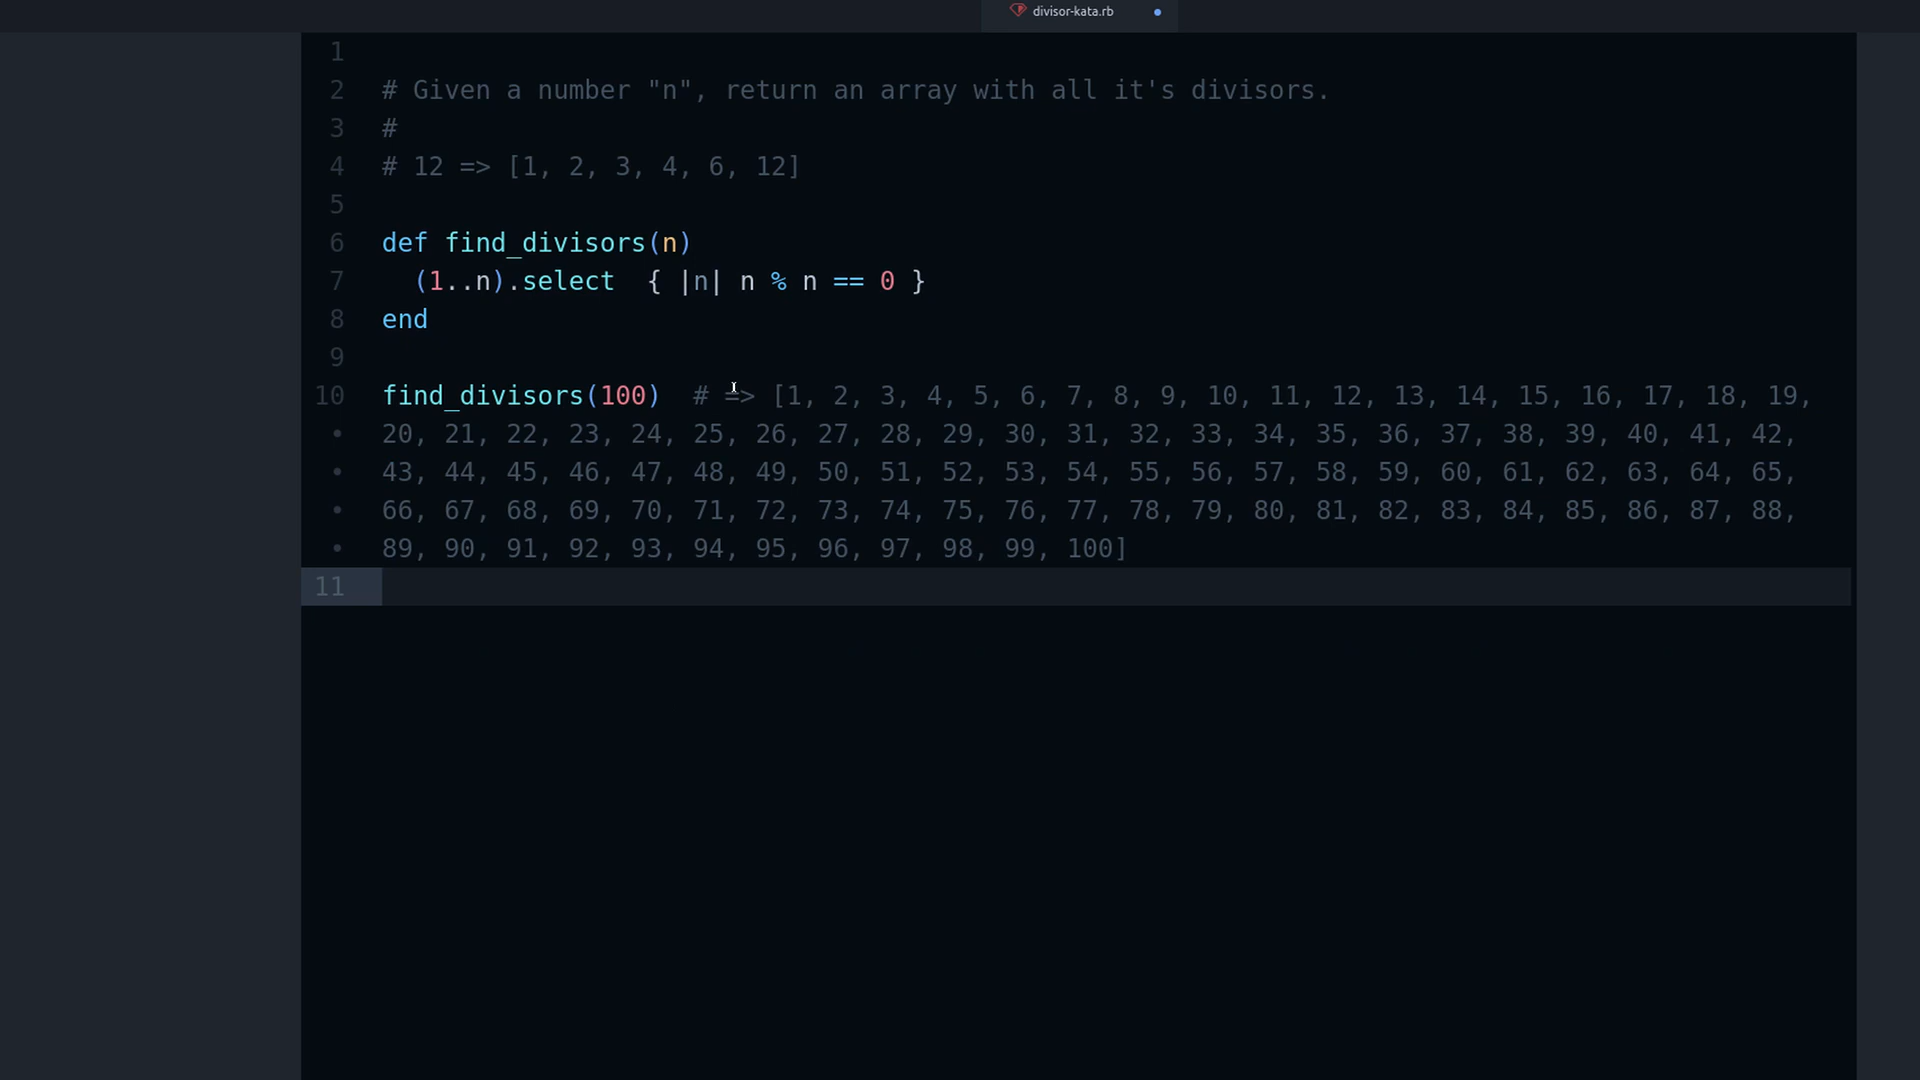 divisor-kata.rb
1
2 # Given a number "n", return an array with all it's divisors.
3 #
4 # 12 => [1, 2, 3, 4, 6, 12]
5
6 def find_divisors(n)
7   (1..n).select  { |n| n % n == 0 }
8 end
9
10 find_divisors(100)  # => [1, 2, 3, 4, 5, 6, 7, 8, 9, 10, 11, 12, 13, 14, 15, 16, 17, 18, 19,
• 20, 21, 22, 23, 24, 25, 26, 27, 28, 29, 30, 31, 32, 33, 34, 35, 36, 37, 38, 39, 40, 41, 42,
• 43, 44, 45, 46, 47, 48, 49, 50, 51, 52, 53, 54, 55, 56, 57, 58, 59, 60, 61, 62, 63, 64, 65,
• 66, 67, 68, 69, 70, 71, 72, 73, 74, 75, 76, 77, 78, 79, 80, 81, 82, 83, 84, 85, 86, 87, 88,
• 89, 90, 91, 92, 93, 94, 95, 96, 97, 98, 99, 100]
11